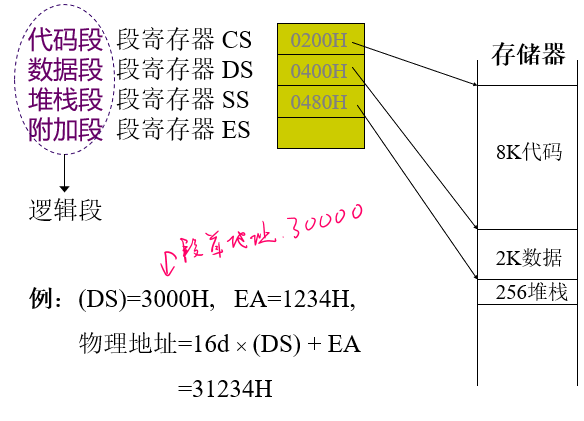 代码段 段寄存器 CS 0200H
数据段 段寄存器 DS 0400H
堆栈段 段寄存器 SS 0480H
附加段 段寄存器 ES
逻辑段
存储器
8K代码
2K数据
256堆栈
段首地址.30000
例：(DS)=3000H, EA=1234H,
物理地址=16d × (DS) + EA
=31234H